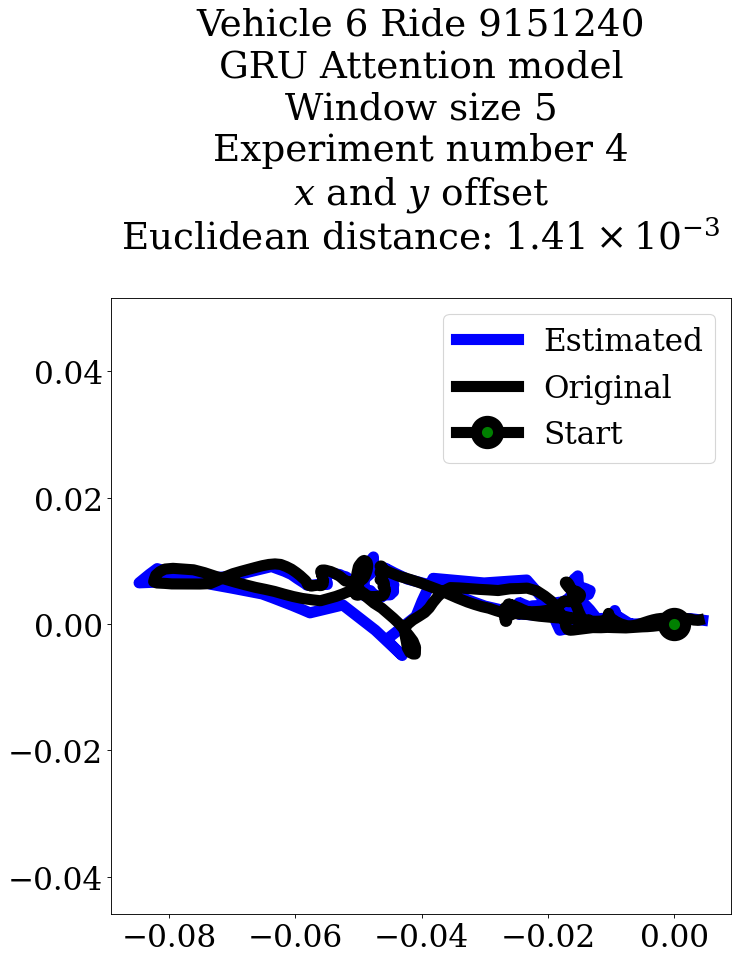 Vehicle 6 Ride 9151240
GRU Attention model
Window size 5
Experiment number 4
x and y offset
Euclidean distance: 1.41 × 10⁻³
Estimated
Original
Start
0.04
0.02
0.00
−0.02
−0.04
−0.08
−0.06
−0.04
−0.02
0.00